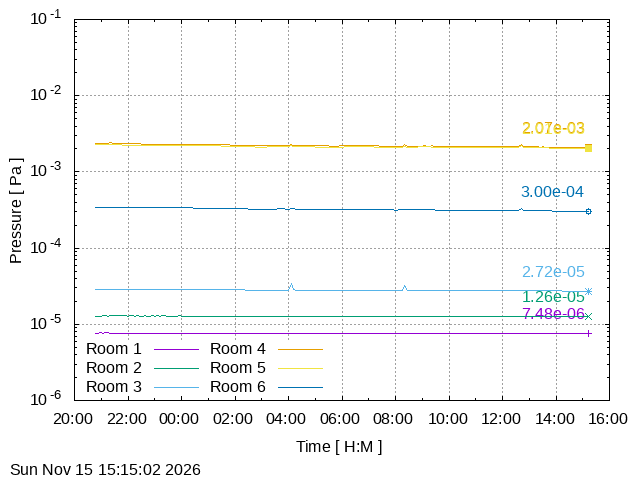 10^-1
10^-2
10^-3
10^-4
10^-5
10^-6
Pressure [ Pa ]
2.07e-03
3.00e-04
2.72e-05
1.26e-05
7.48e-06
Room 1 Room 4
Room 2 Room 5
Room 3 Room 6
20:00 22:00 00:00 02:00 04:00 06:00 08:00 10:00 12:00 14:00 16:00
Time [ H:M ]
Sun Nov 15 15:15:02 2026